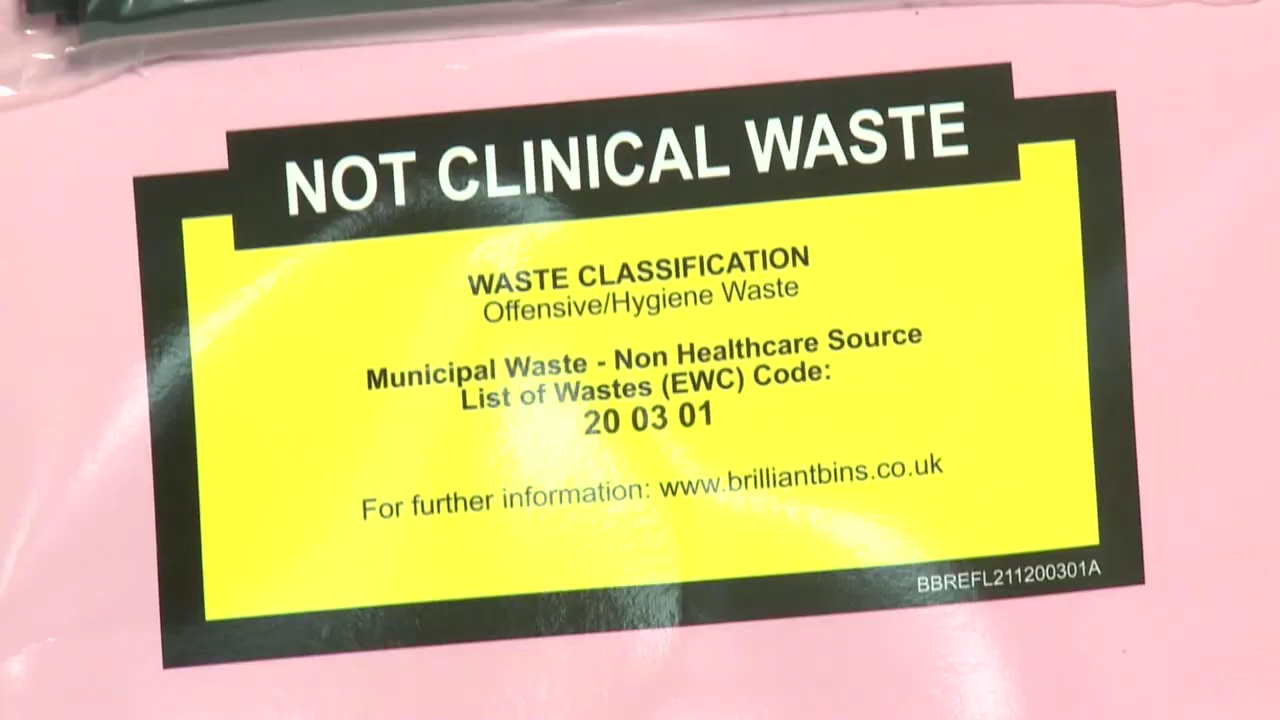 NOT CLINICAL WASTE
WASTE CLASSIFICATION
Offensive/Hygiene Waste
Municipal Waste - Non Healthcare Source
List of Wastes (EWC) Code:
20 03 01
For further information: www.brilliantbins.co.uk
BBREFL211200301A